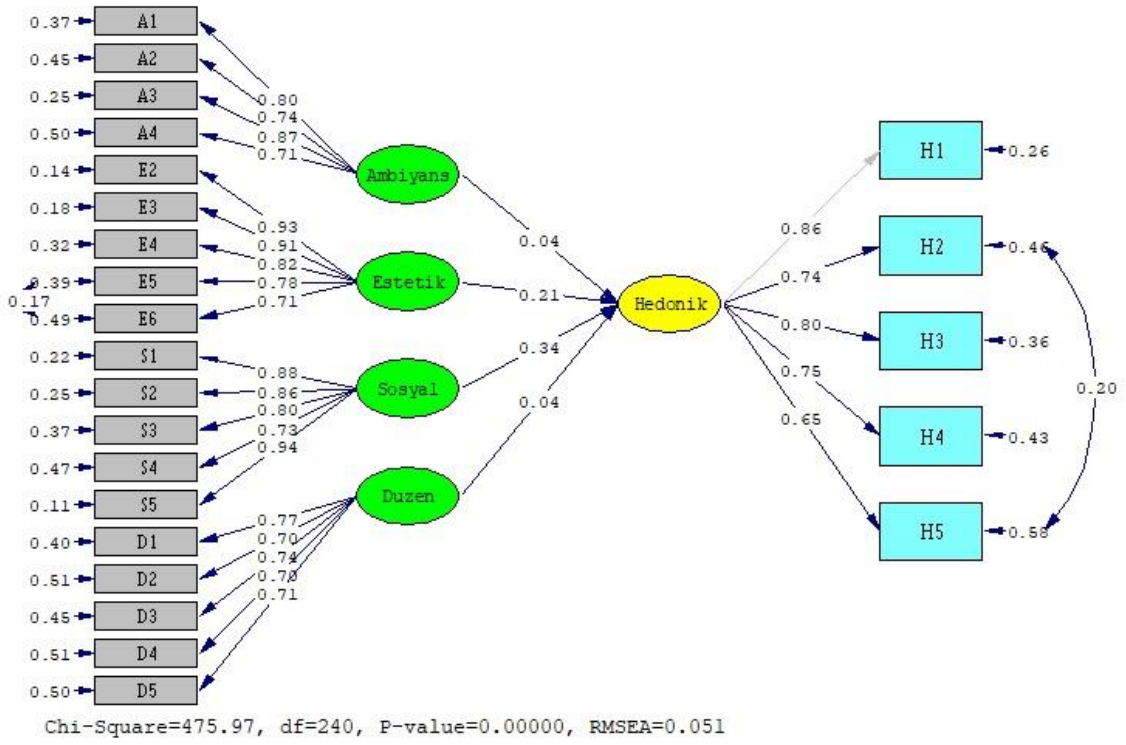 0.37 A1
0.45 A2
0.25 A3
0.50 A4
0.14 E2
0.18 E3
0.32 E4
0.39 E5
0.17
0.49 E6
0.22 S1
0.25 S2
0.37 S3
0.47 S4
0.11 S5
0.40 D1
0.51 D2
0.45 D3
0.51 D4
0.50 D5
0.80
0.74
0.87
0.71
0.93
0.91
0.82
0.78
0.71
0.88
0.86
0.80
0.73
0.94
0.77
0.70
0.74
0.70
0.71
Ambiyans
Estetik
Sosyal
Duzen
0.04
0.21
0.34
0.04
Hedonik
0.86
0.74
0.80
0.75
0.65
H1 0.26
H2 0.46
H3 0.36
H4 0.43
H5 0.58
0.20
Chi-Square=475.97, df=240, P-value=0.00000, RMSEA=0.051